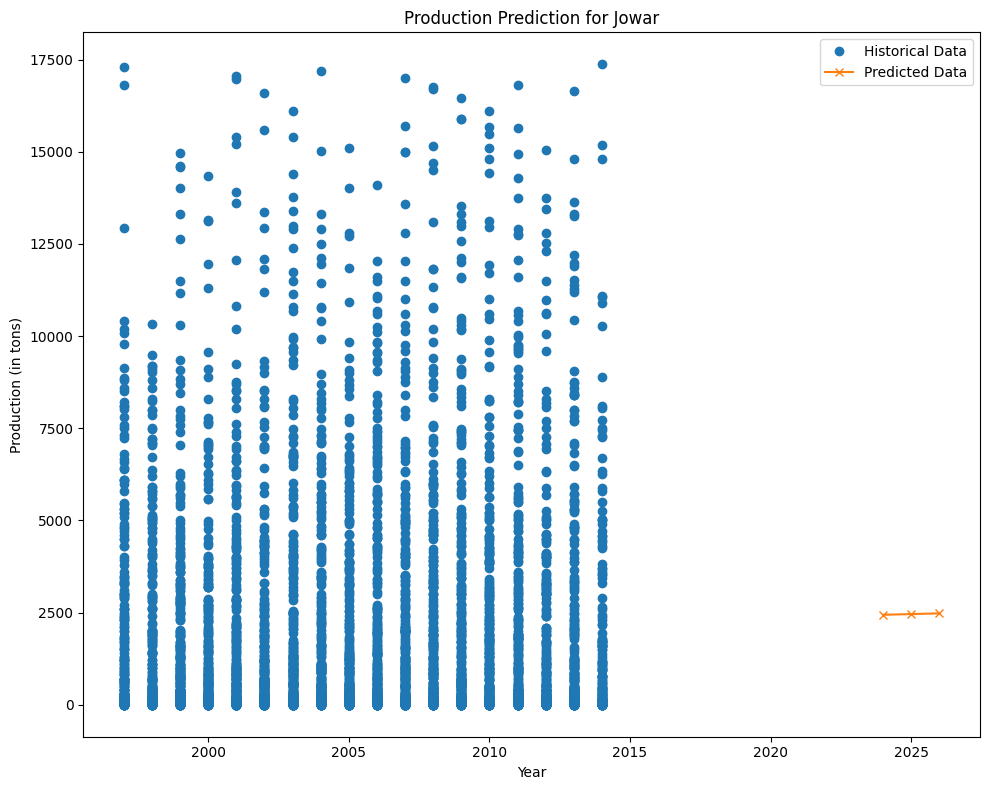 Production Prediction for Jowar
Historical Data
Predicted Data
17500
15000
12500
10000
7500
5000
2500
0
Production (in tons)
2000
2005
2010
2015
2020
2025
Year